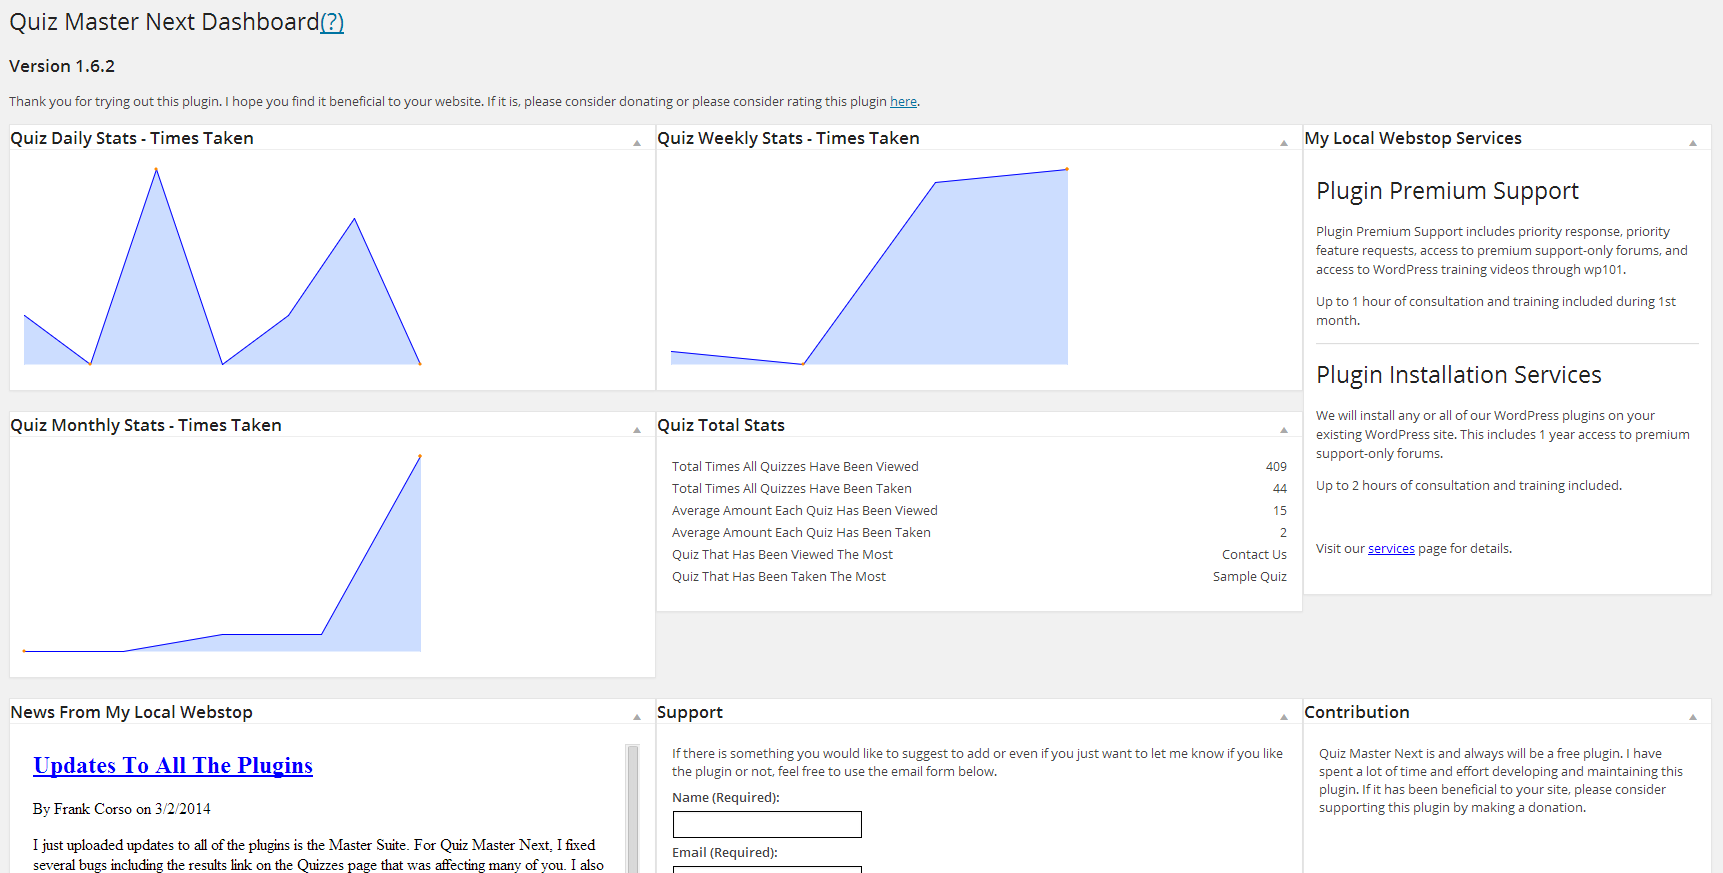 Quiz Master Next Dashboard(?)
Version 1.6.2
Thank you for trying out this plugin. I hope you find it beneficial to your website. If it is, please consider donating or please consider rating this plugin here.
Quiz Daily Stats - Times Taken
Quiz Weekly Stats - Times Taken
My Local Webstop Services
Plugin Premium Support
Plugin Premium Support includes priority response, priority
feature requests, access to premium support-only forums, and
access to WordPress training videos through wp101.
Up to 1 hour of consultation and training included during 1st
month.
Plugin Installation Services
We will install any or all of our WordPress plugins on your
existing WordPress site. This includes 1 year access to premium
support-only forums.
Up to 2 hours of consultation and training included.
Visit our services page for details.
Quiz Monthly Stats - Times Taken
Quiz Total Stats
Total Times All Quizzes Have Been Viewed 409
Total Times All Quizzes Have Been Taken 44
Average Amount Each Quiz Has Been Viewed 15
Average Amount Each Quiz Has Been Taken 2
Quiz That Has Been Viewed The Most Contact Us
Quiz That Has Been Taken The Most Sample Quiz
News From My Local Webstop
Updates To All The Plugins
By Frank Corso on 3/2/2014
I just uploaded updates to all of the plugins is the Master Suite. For Quiz Master Next, I fixed
several bugs including the results link on the Quizzes page that was affecting many of you. I also
Support
If there is something you would like to suggest to add or even if you just want to let me know if you like
the plugin or not, feel free to use the email form below.
Name (Required):
Email (Required):
Contribution
Quiz Master Next is and always will be a free plugin. I have
spent a lot of time and effort developing and maintaining this
plugin. If it has been beneficial to your site, please consider
supporting this plugin by making a donation.